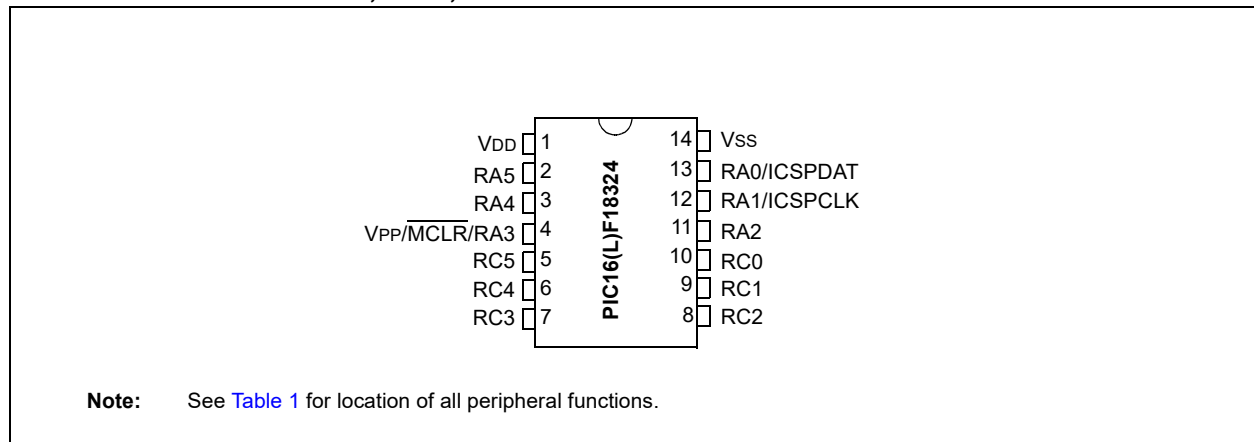 VDD 1 14 VSS
RA5 2 13 RA0/ICSPDAT
RA4 3 12 RA1/ICSPCLK
VPP/MCLR/RA3 4 11 RA2
RC5 5 10 RC0
RC4 6 9 RC1
RC3 7 8 RC2
PIC16(L)F18324
Note: See Table 1 for location of all peripheral functions.